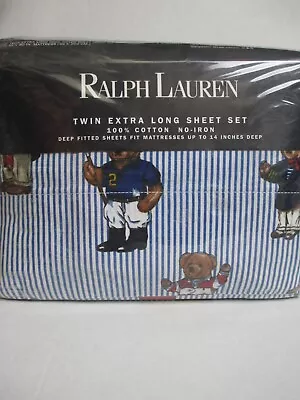 RALPH LAUREN
TWIN EXTRA LONG SHEET SET
100% COTTON NO-IRON
DEEP FITTED SHEETS FIT MATTRESSES UP TO 14 INCHES DEEP
2